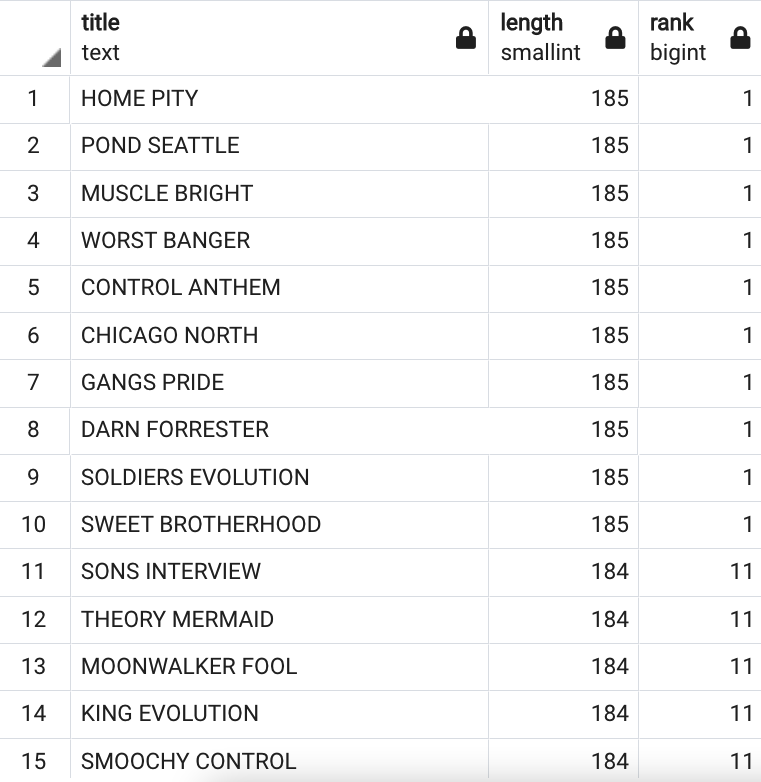 title length rank
text smallint bigint
1 HOME PITY 185 1
2 POND SEATTLE 185 1
3 MUSCLE BRIGHT 185 1
4 WORST BANGER 185 1
5 CONTROL ANTHEM 185 1
6 CHICAGO NORTH 185 1
7 GANGS PRIDE 185 1
8 DARN FORRESTER 185 1
9 SOLDIERS EVOLUTION 185 1
10 SWEET BROTHERHOOD 185 1
11 SONS INTERVIEW 184 11
12 THEORY MERMAID 184 11
13 MOONWALKER FOOL 184 11
14 KING EVOLUTION 184 11
15 SMOOCHY CONTROL 184 11